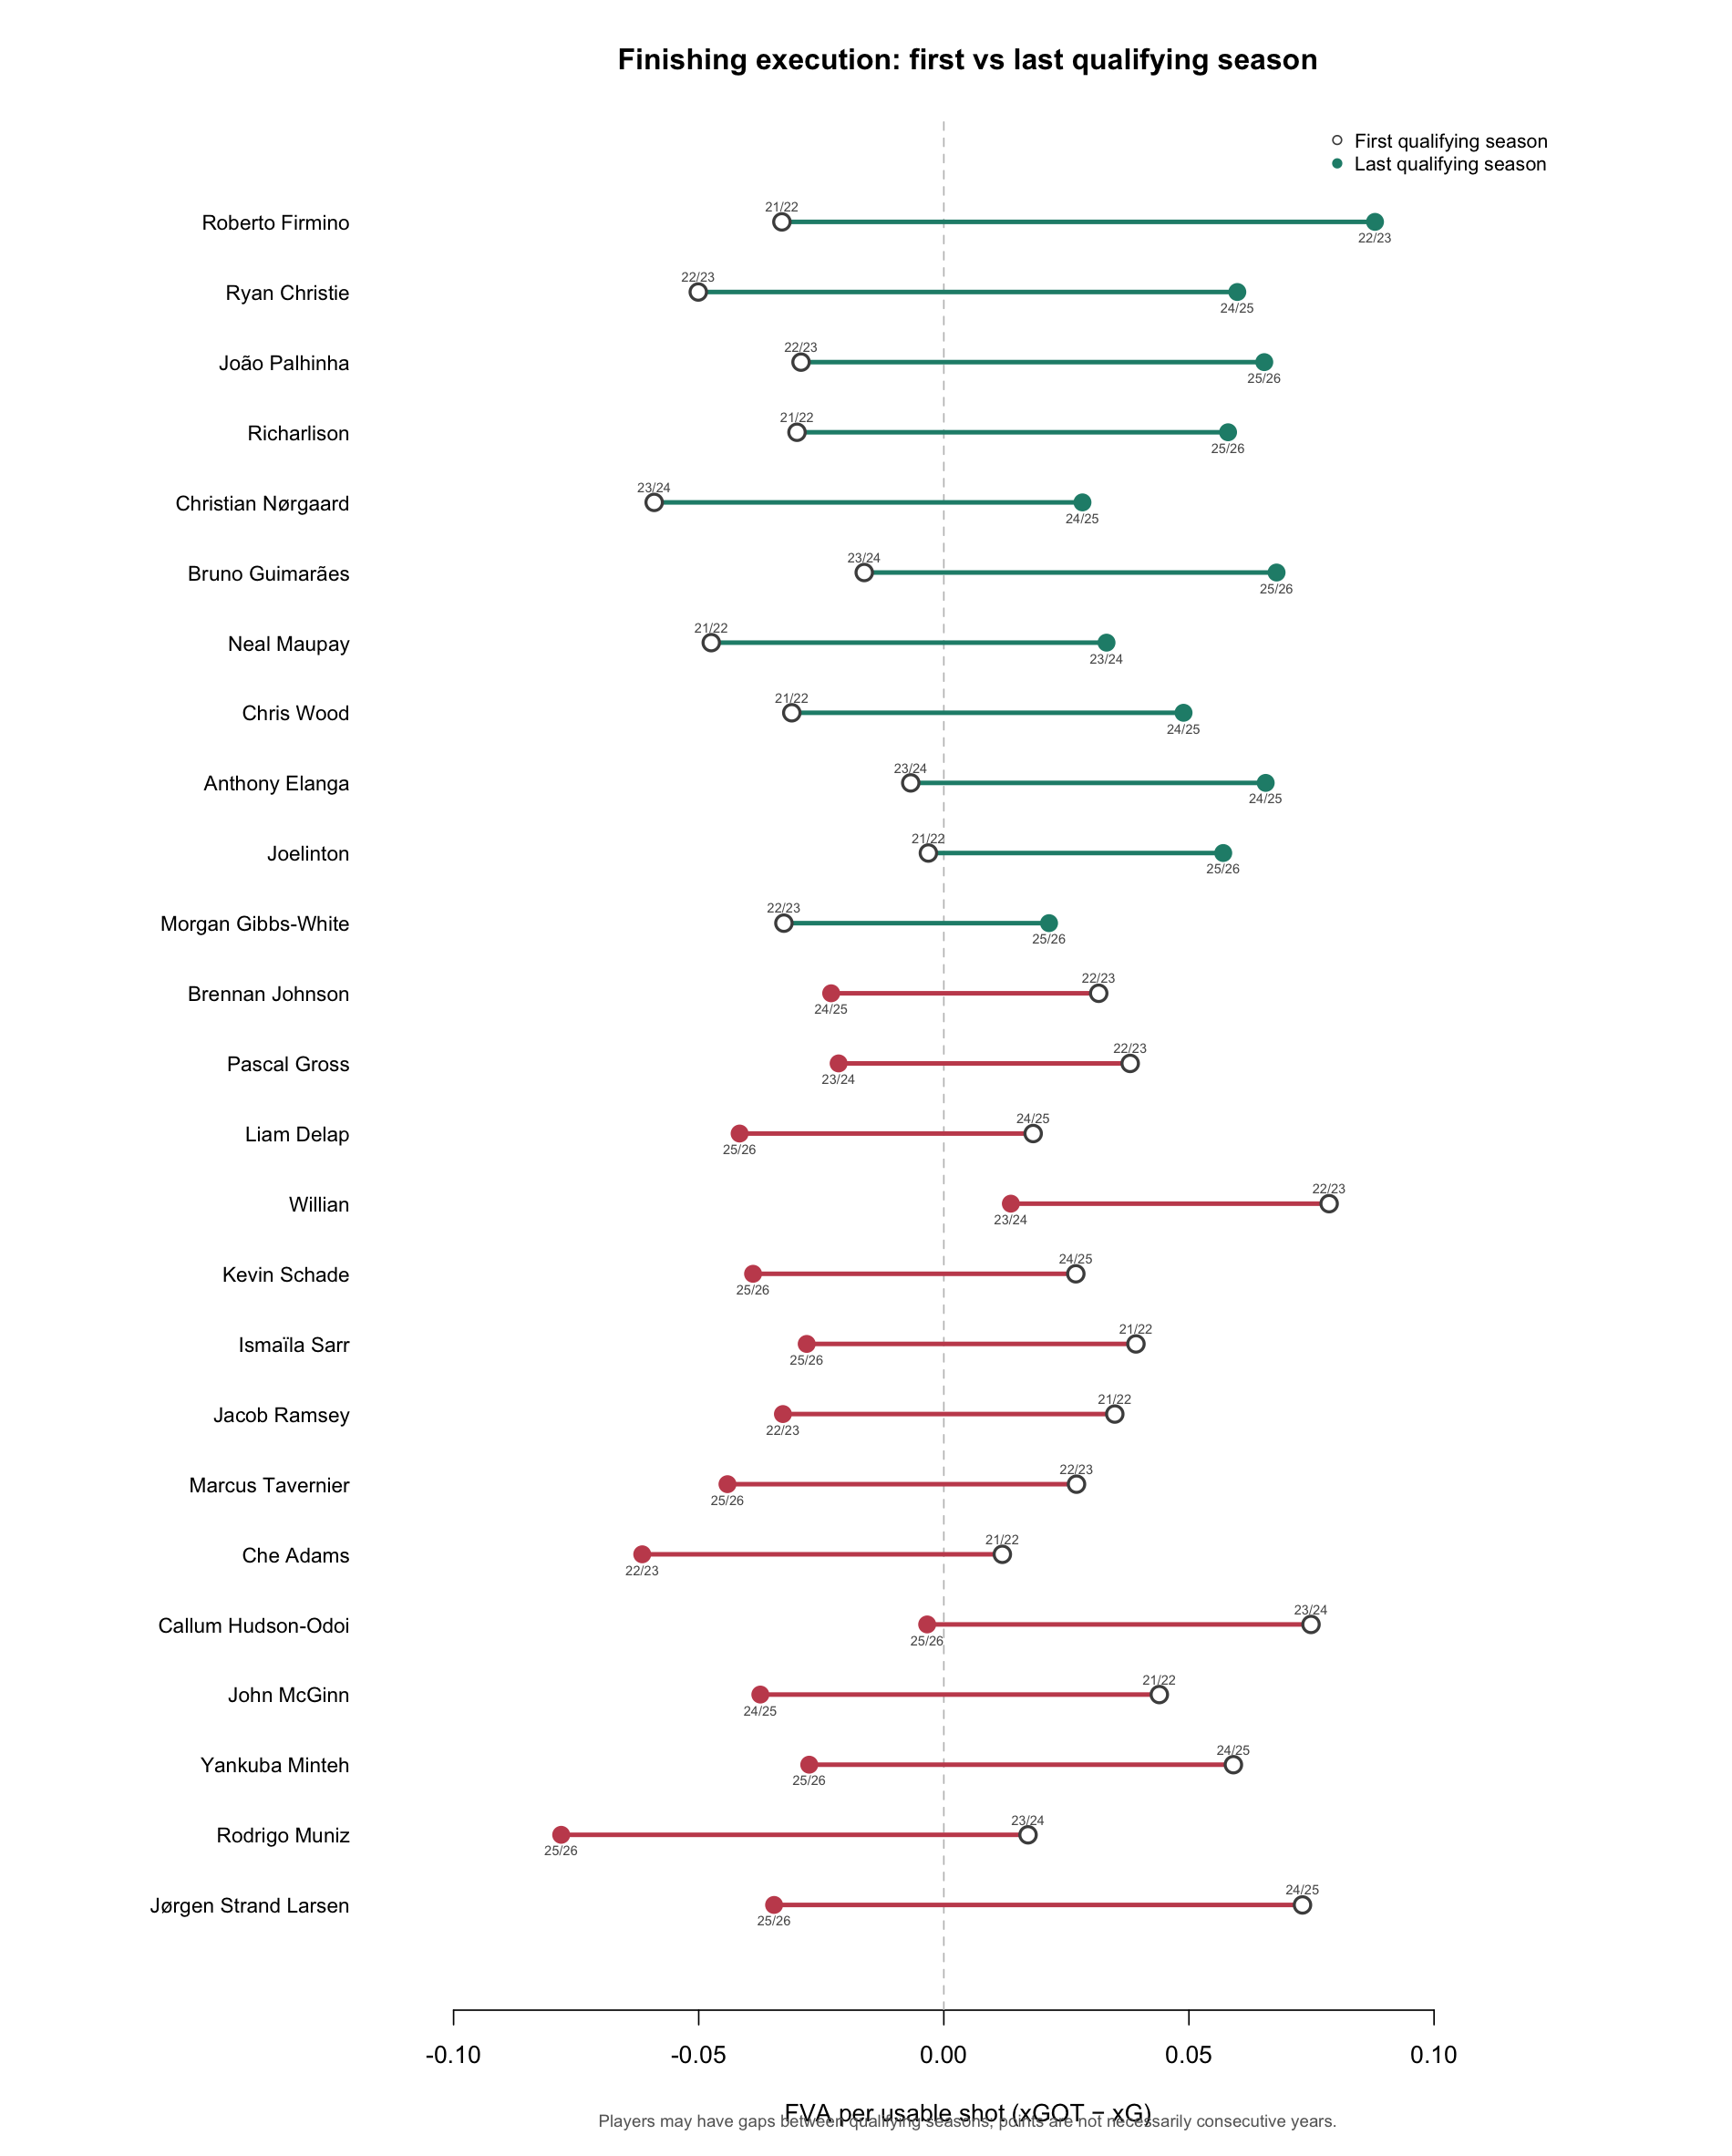 Finishing execution: first vs last qualifying season
First qualifying season
Last qualifying season
Roberto Firmino
21/22
22/23
Ryan Christie
22/23
24/25
João Palhinha
22/23
25/26
Richarlison
21/22
25/26
Christian Nørgaard
23/24
24/25
Bruno Guimarães
23/24
25/26
Neal Maupay
21/22
23/24
Chris Wood
21/22
24/25
Anthony Elanga
23/24
24/25
Joelinton
21/22
25/26
Morgan Gibbs-White
22/23
25/26
Brennan Johnson
22/23
24/25
Pascal Gross
22/23
23/24
Liam Delap
24/25
25/26
Willian
22/23
23/24
Kevin Schade
24/25
25/26
Ismaïla Sarr
21/22
25/26
Jacob Ramsey
21/22
22/23
Marcus Tavernier
22/23
25/26
Che Adams
21/22
22/23
Callum Hudson-Odoi
23/24
25/26
John McGinn
21/22
24/25
Yankuba Minteh
24/25
25/26
Rodrigo Muniz
23/24
25/26
Jørgen Strand Larsen
24/25
25/26
-0.10 -0.05 0.00 0.05 0.10
FVA per usable shot (xGOT − xG)
Players may have gaps between qualifying seasons; points are not necessarily consecutive years.